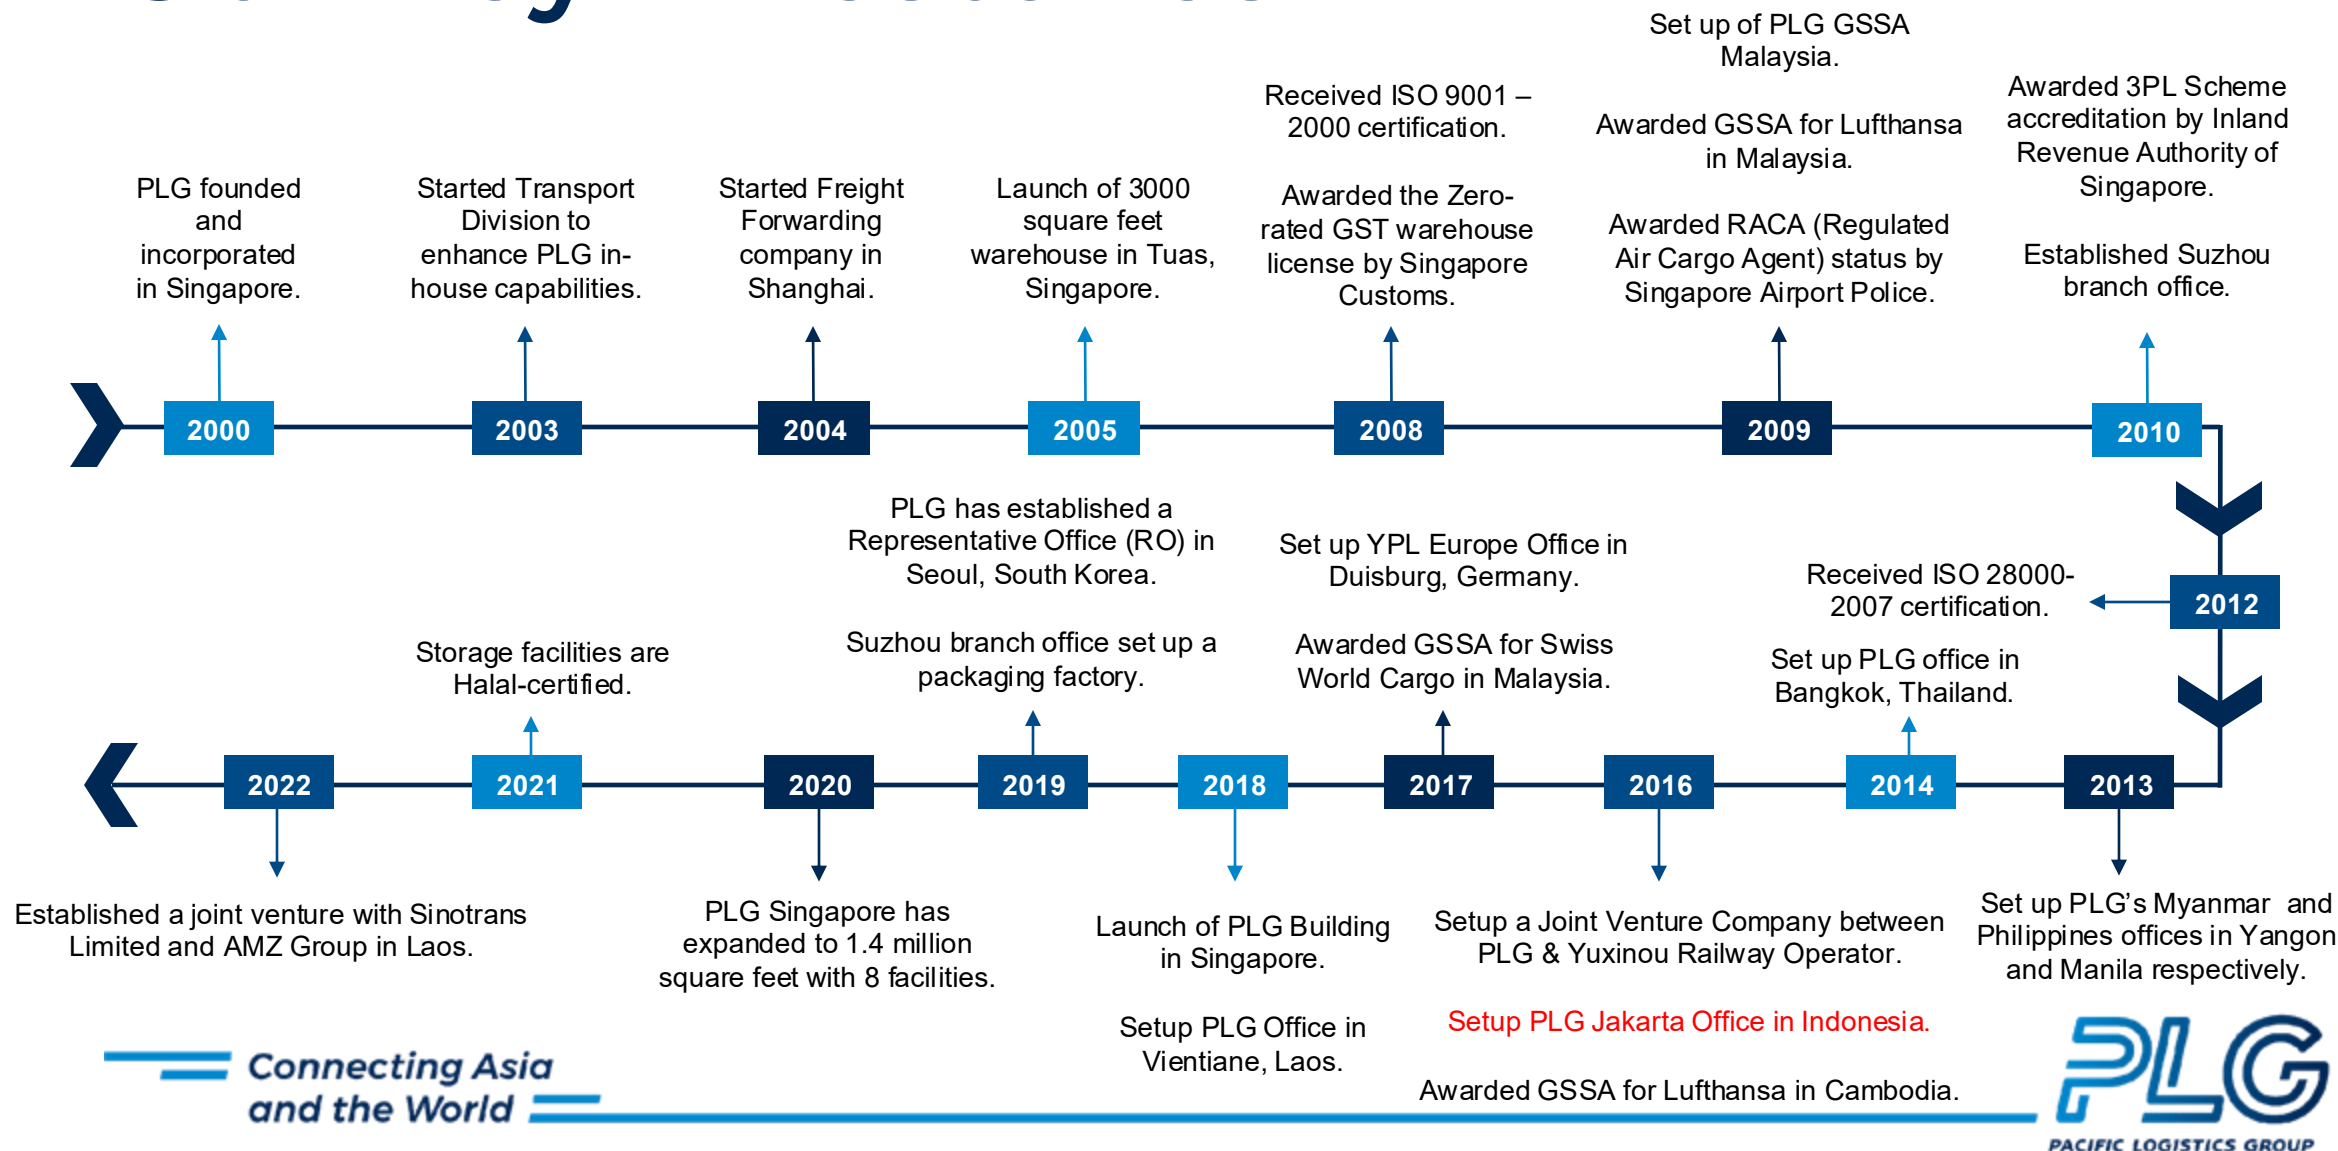 Set up of PLG GSSA
Malaysia.
Awarded GSSA for Lufthansa
in Malaysia.
Awarded RACA (Regulated
Air Cargo Agent) status by
Singapore Airport Police.
Received ISO 9001 –
2000 certification.
Awarded the Zero-
rated GST warehouse
license by Singapore
Customs.
Awarded 3PL Scheme
accreditation by Inland
Revenue Authority of
Singapore.
Established Suzhou
branch office.
PLG founded
and
incorporated
in Singapore.
Started Transport
Division to
enhance PLG in-
house capabilities.
Started Freight
Forwarding
company in
Shanghai.
Launch of 3000
square feet
warehouse in Tuas,
Singapore.
2000
2003
2004
2005
2008
2009
2010
PLG has established a
Representative Office (RO) in
Seoul, South Korea.
Suzhou branch office set up a
packaging factory.
Set up YPL Europe Office in
Duisburg, Germany.
Awarded GSSA for Swiss
World Cargo in Malaysia.
Received ISO 28000-
2007 certification.
2012
Set up PLG office in
Bangkok, Thailand.
Storage facilities are
Halal-certified.
2022
2021
2020
2019
2018
2017
2016
2014
2013
Established a joint venture with Sinotrans
Limited and AMZ Group in Laos.
PLG Singapore has
expanded to 1.4 million
square feet with 8 facilities.
Launch of PLG Building
in Singapore.
Setup PLG Office in
Vientiane, Laos.
Setup a Joint Venture Company between
PLG & Yuxinou Railway Operator.
Setup PLG Jakarta Office in Indonesia.
Awarded GSSA for Lufthansa in Cambodia.
Set up PLG’s Myanmar and
Philippines offices in Yangon
and Manila respectively.
Connecting Asia
and the World
PLG
PACIFIC LOGISTICS GROUP